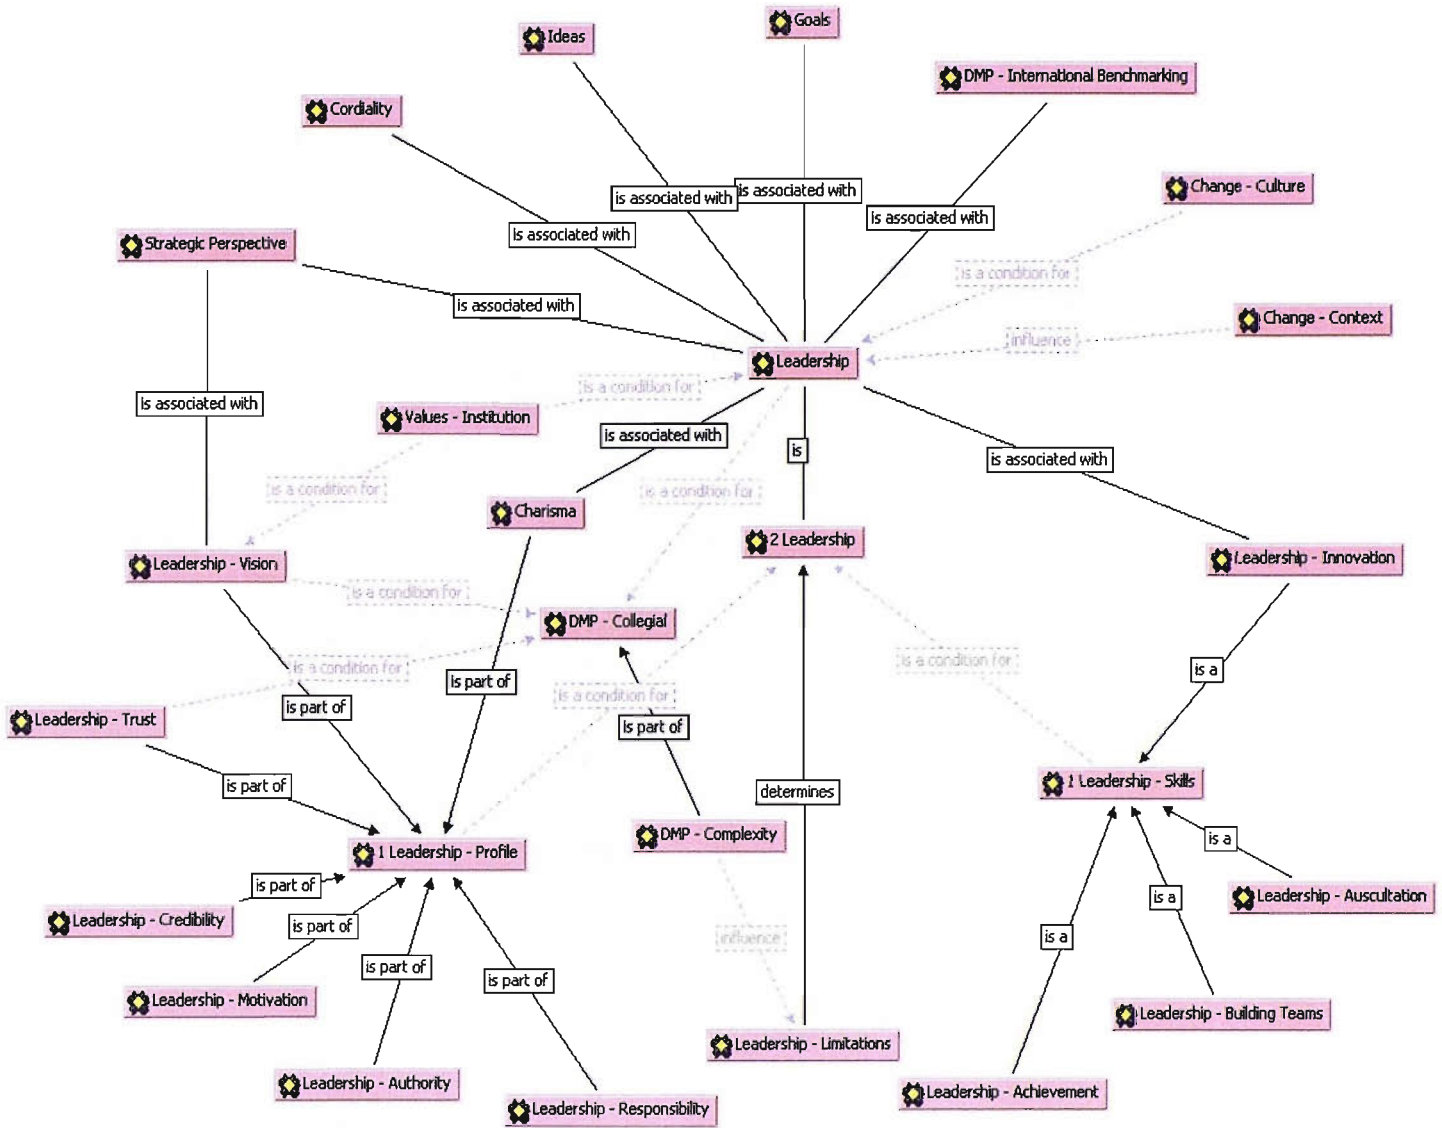 Goals
Ideas
DMP - International Benchmarking
Cordiality
Change - Culture
is associated with
is associated with
is associated with
is associated with
Strategic Perspective
is a condition for
is associated with
Change - Context
influence
Leadership
is a condition for
is associated with
Values - Institution
is associated with
is
is associated with
is a condition for
is a condition for
Charisma
2 Leadership
Leadership - Vision
Leadership - Innovation
is a condition for
DMP - Collegial
is a condition for
is a condition for
is a
is part of
is a condition for
is part of
Leadership - Trust
is part of
is part of
1 Leadership - Skills
determines
DMP - Complexity
is a
1 Leadership - Profile
is part of
is a
Leadership - Auscultation
Leadership - Credibility
is part of
is a
influence
is part of
is part of
Leadership - Motivation
Leadership - Building Teams
Leadership - Limitations
Leadership - Authority
Leadership - Achievement
Leadership - Responsibility